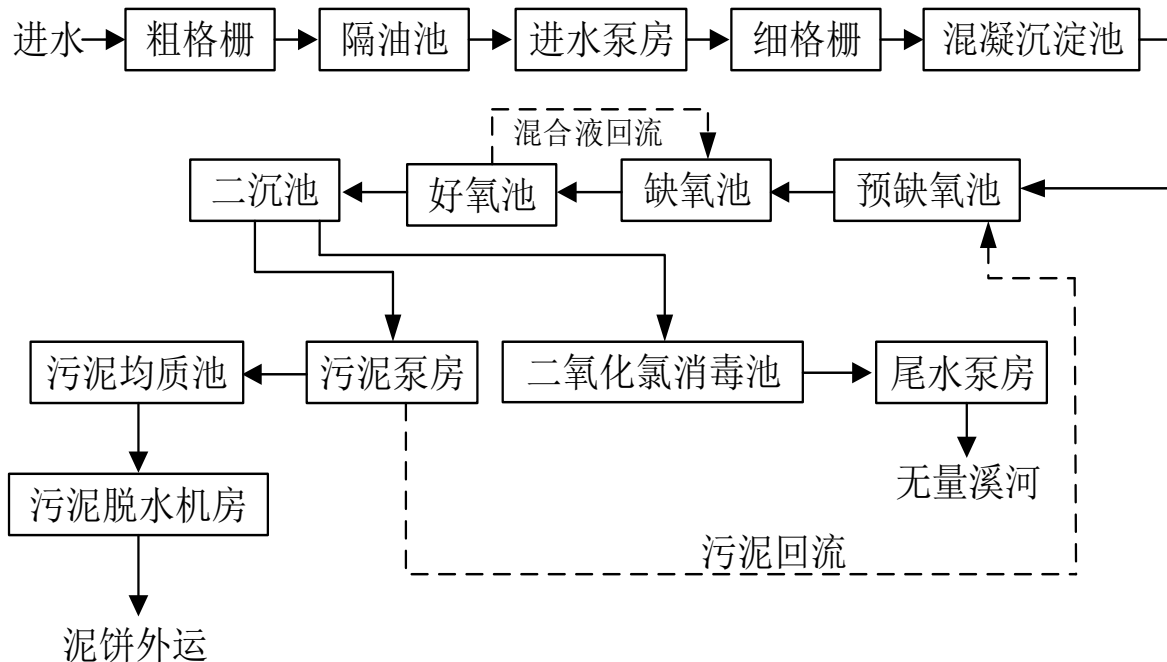 进水
粗格栅
隔油池
进水泵房
细格栅
混凝沉淀池
混合液回流
二沉池
好氧池
缺氧池
预缺氧池
污泥均质池
污泥泵房
二氧化氯消毒池
尾水泵房
无量溪河
污泥脱水机房
污泥回流
泥饼外运